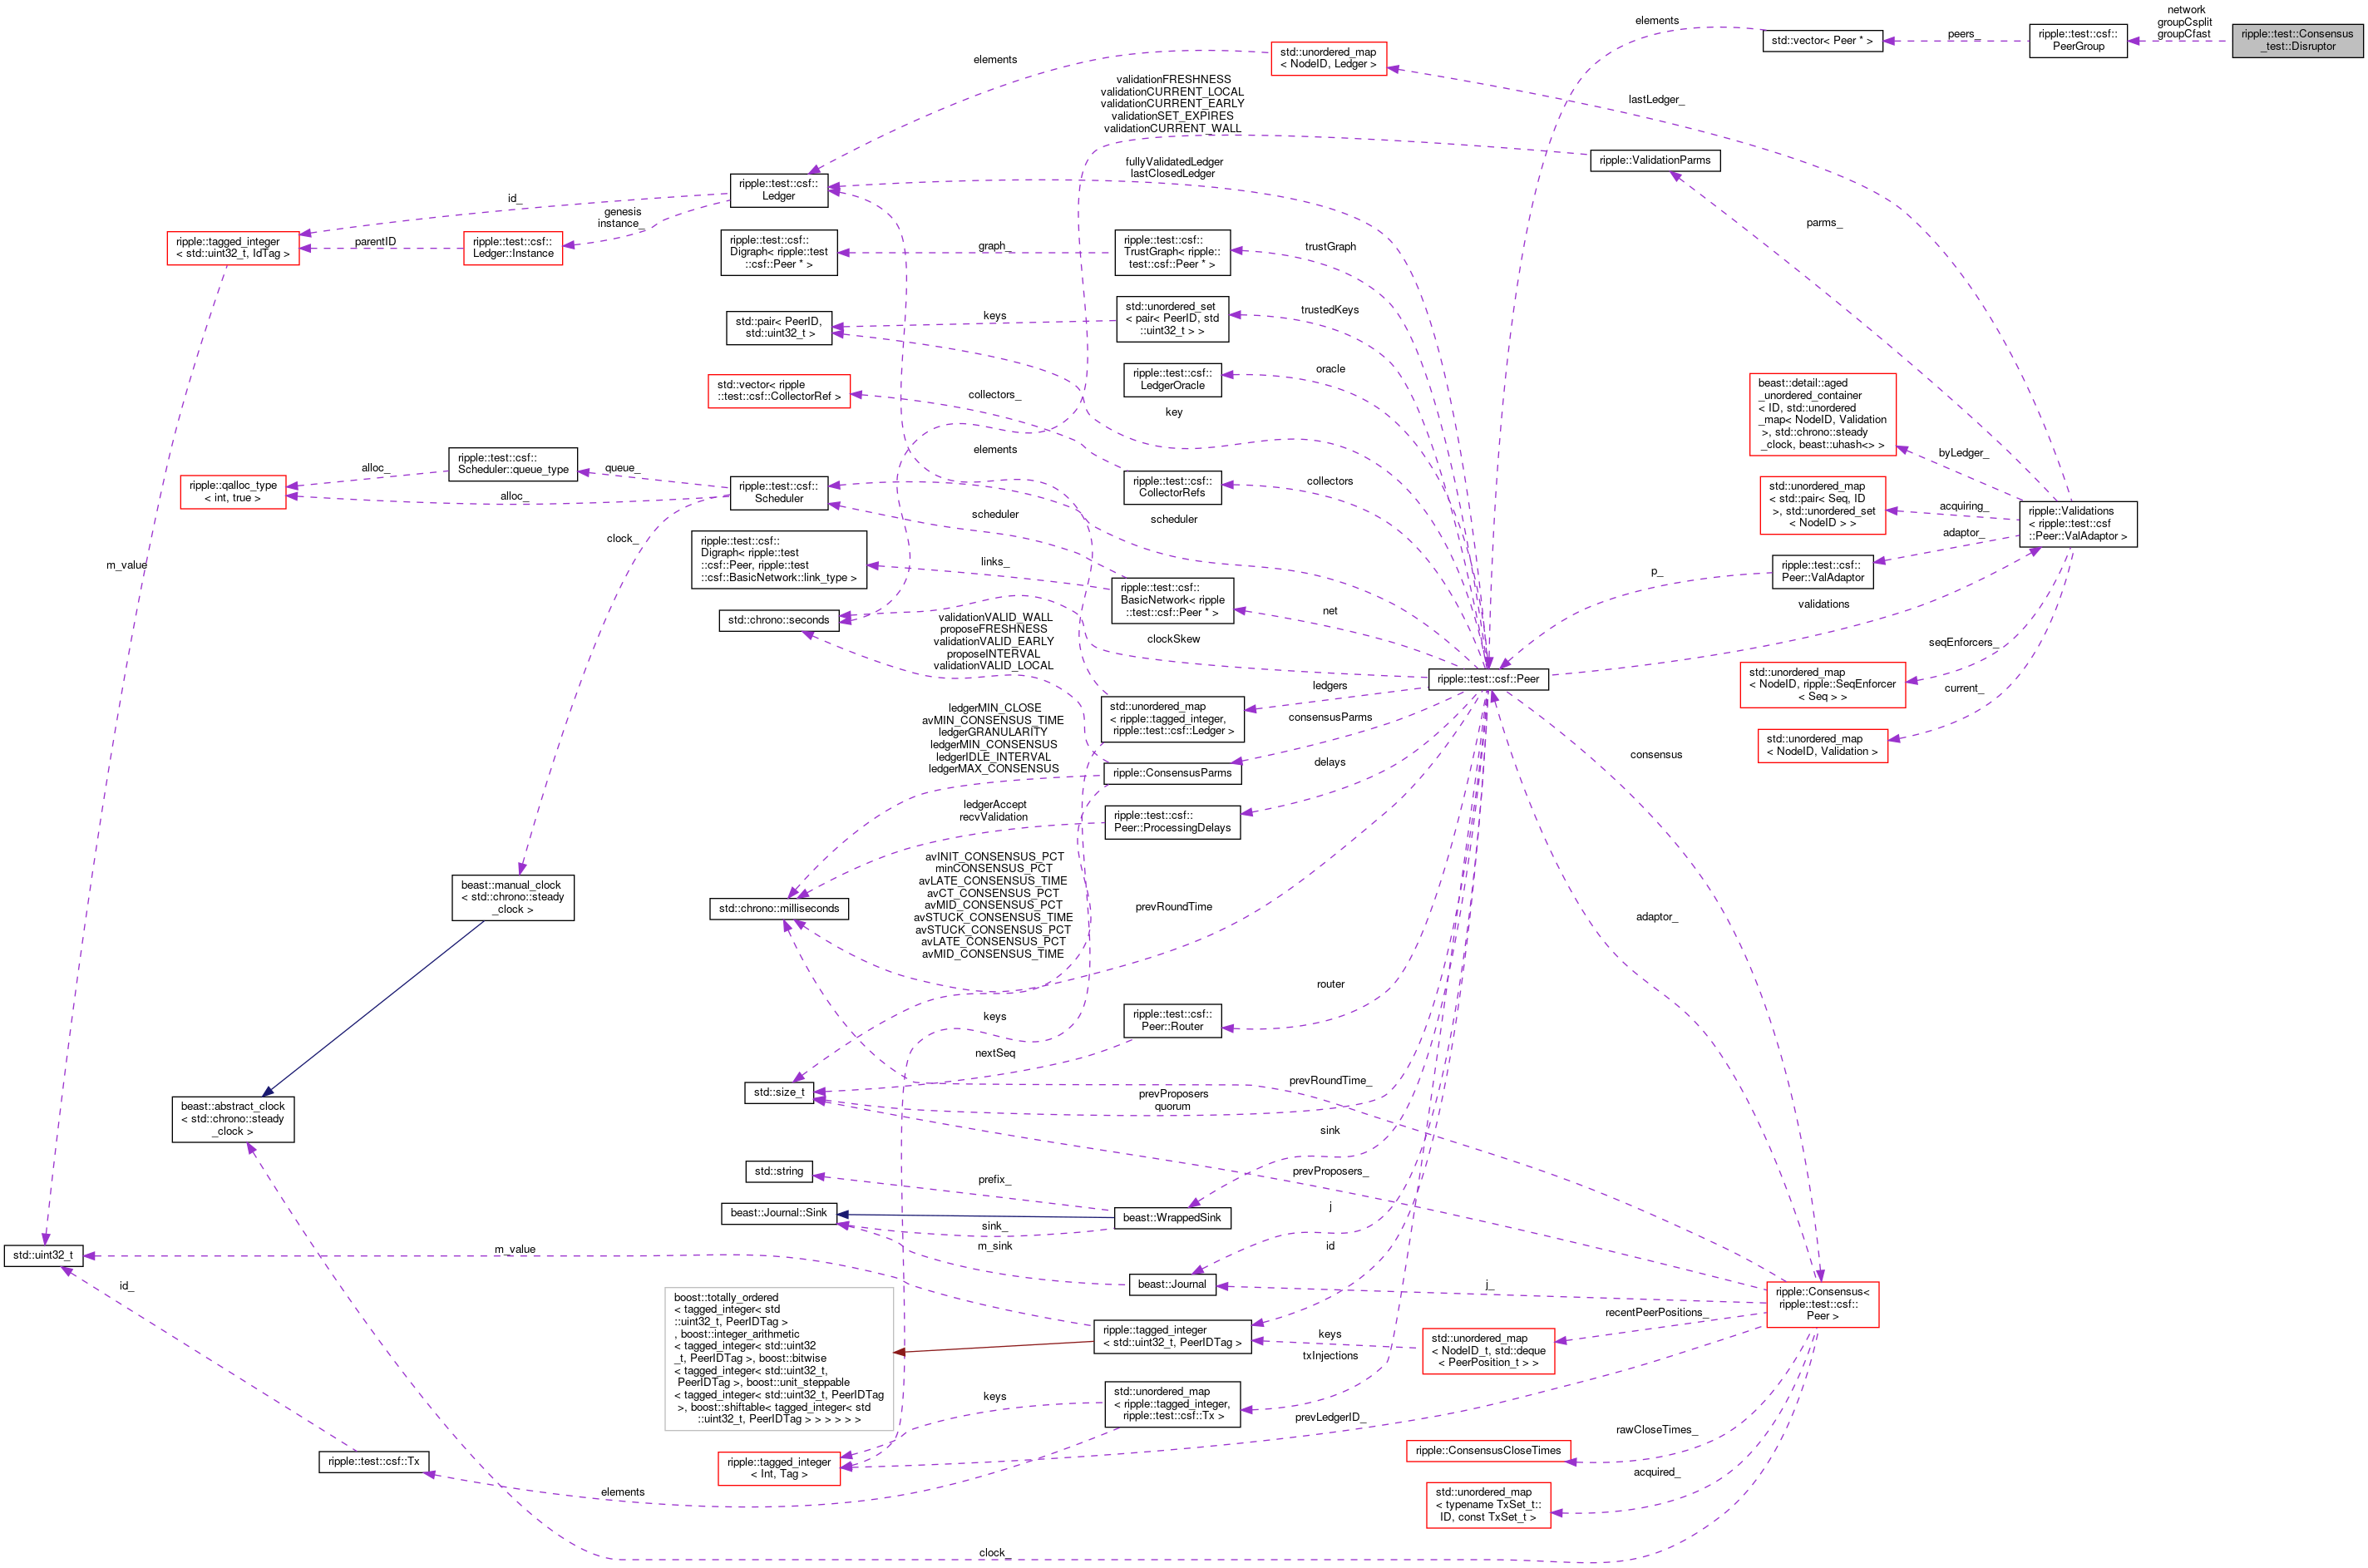 network
groupCsplit
groupCfast
ripple::test::Consensus
_test::Disruptor
ripple::test::csf::
PeerGroup
peers_
std::vector< Peer * >
elements
std::unordered_map
< NodeID, Ledger >
elements
lastLedger_
validationFRESHNESS
validationCURRENT_LOCAL
validationCURRENT_EARLY
validationSET_EXPIRES
validationCURRENT_WALL
ripple::ValidationParms
parms_
fullyValidatedLedger
lastClosedLedger
ripple::test::csf::
Ledger
id_
genesis
instance_
ripple::tagged_integer
< std::uint32_t, IdTag >
parentID
ripple::test::csf::
Ledger::Instance
ripple::test::csf::
Digraph< ripple::test
::csf::Peer * >
graph_
ripple::test::csf::
TrustGraph< ripple::
test::csf::Peer * >
trustGraph
std::pair< PeerID,
std::uint32_t >
keys
std::unordered_set
< pair< PeerID, std
::uint32_t > >
trustedKeys
ripple::test::csf::
LedgerOracle
oracle
std::vector< ripple
::test::csf::CollectorRef >
collectors_
key
beast::detail::aged
_unordered_container
< ID, std::unordered
_map< NodeID, Validation
>, std::chrono::steady
_clock, beast::uhash<> >
byLedger_
elements
ripple::test::csf::
Scheduler::queue_type
alloc_
queue_
ripple::qalloc_type
< int, true >
alloc_
ripple::test::csf::
Scheduler
ripple::test::csf::
CollectorRefs
collectors
scheduler
scheduler
std::unordered_map
< std::pair< Seq, ID
>, std::unordered_set
< NodeID > >
acquiring_
ripple::Validations
< ripple::test::csf
::Peer::ValAdaptor >
adaptor_
clock_
ripple::test::csf::
Digraph< ripple::test
::csf::Peer, ripple::test
::csf::BasicNetwork::link_type >
links_
ripple::test::csf::
BasicNetwork< ripple
::test::csf::Peer * >
net
ripple::test::csf::
Peer::ValAdaptor
p_
validations
m_value
std::chrono::seconds
validationVALID_WALL
proposeFRESHNESS
validationVALID_EARLY
proposeINTERVAL
validationVALID_LOCAL
clockSkew
seqEnforcers_
ripple::test::csf::Peer
std::unordered_map
< NodeID, ripple::SeqEnforcer
< Seq > >
current_
ledgers
std::unordered_map
< ripple::tagged_integer,
ripple::test::csf::Ledger >
consensusParms
ledgerMIN_CLOSE
avMIN_CONSENSUS_TIME
ledgerGRANULARITY
ledgerMIN_CONSENSUS
ledgerIDLE_INTERVAL
ledgerMAX_CONSENSUS
std::unordered_map
< NodeID, Validation >
consensus
ripple::ConsensusParms
delays
ledgerAccept
recvValidation
ripple::test::csf::
Peer::ProcessingDelays
avINIT_CONSENSUS_PCT
minCONSENSUS_PCT
avLATE_CONSENSUS_TIME
avCT_CONSENSUS_PCT
avMID_CONSENSUS_PCT
avSTUCK_CONSENSUS_TIME
avSTUCK_CONSENSUS_PCT
avLATE_CONSENSUS_PCT
avMID_CONSENSUS_TIME
beast::manual_clock
< std::chrono::steady
_clock >
std::chrono::milliseconds
prevRoundTime
adaptor_
router
keys
ripple::test::csf::
Peer::Router
nextSeq
std::size_t
prevRoundTime_
prevProposers
quorum
beast::abstract_clock
< std::chrono::steady
_clock >
sink
std::string
prefix_
prevProposers_
beast::Journal::Sink
beast::WrappedSink
sink_
m_sink
j
id
std::uint32_t
m_value
id_
beast::Journal
j_
ripple::Consensus<
ripple::test::csf::
Peer >
recentPeerPositions_
boost::totally_ordered
< tagged_integer< std
::uint32_t, PeerIDTag >
, boost::integer_arithmetic
< tagged_integer< std::uint32
_t, PeerIDTag >, boost::bitwise
< tagged_integer< std::uint32_t,
PeerIDTag >, boost::unit_steppable
< tagged_integer< std::uint32_t, PeerIDTag
>, boost::shiftable< tagged_integer< std
::uint32_t, PeerIDTag > > > > > >
ripple::tagged_integer
< std::uint32_t, PeerIDTag >
keys
std::unordered_map
< NodeID_t, std::deque
< PeerPosition_t > >
txInjections
keys
std::unordered_map
< ripple::tagged_integer,
ripple::test::csf::Tx >
prevLedgerID_
rawCloseTimes_
ripple::ConsensusCloseTimes
ripple::test::csf::Tx
ripple::tagged_integer
< Int, Tag >
elements
acquired_
std::unordered_map
< typename TxSet_t::
ID, const TxSet_t >
clock_